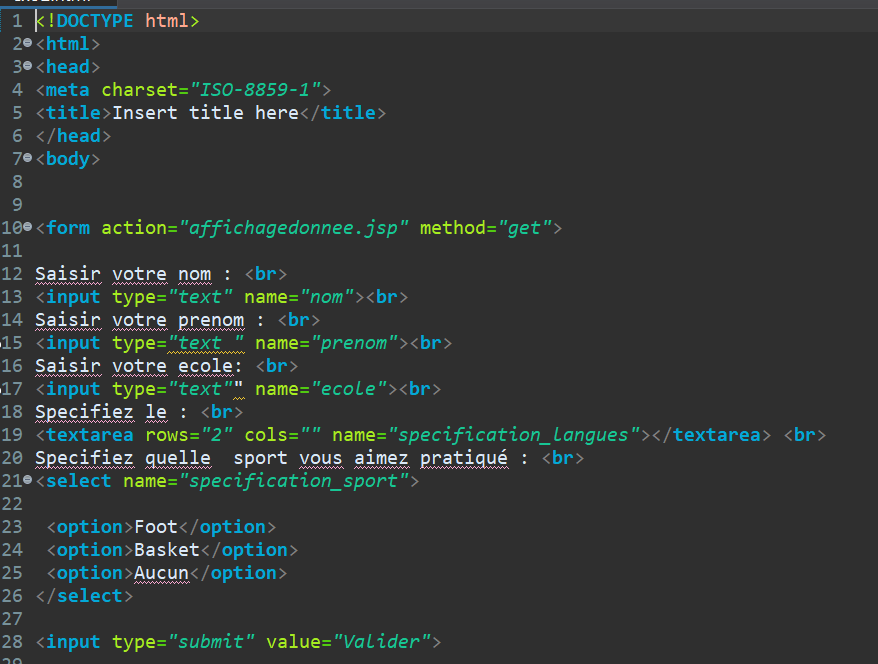 1 <!DOCTYPE html>
2 <html>
3 <head>
4 <meta charset="ISO-8859-1">
5 <title>Insert title here</title>
6 </head>
7 <body>
8
9
10 <form action="affichagedonnee.jsp" method="get">
11
12 Saisir votre nom : <br>
13 <input type="text" name="nom"><br>
14 Saisir votre prenom : <br>
15 <input type="text " name="prenom"><br>
16 Saisir votre ecole: <br>
17 <input type="text"" name="ecole"><br>
18 Specifiez le : <br>
19 <textarea rows="2" cols="" name="specification_langues"></textarea> <br>
20 Specifiez quelle  sport vous aimez pratiqué : <br>
21 <select name="specification_sport">
22
23  <option>Foot</option>
24  <option>Basket</option>
25  <option>Aucun</option>
26 </select>
27
28 <input type="submit" value="Valider">